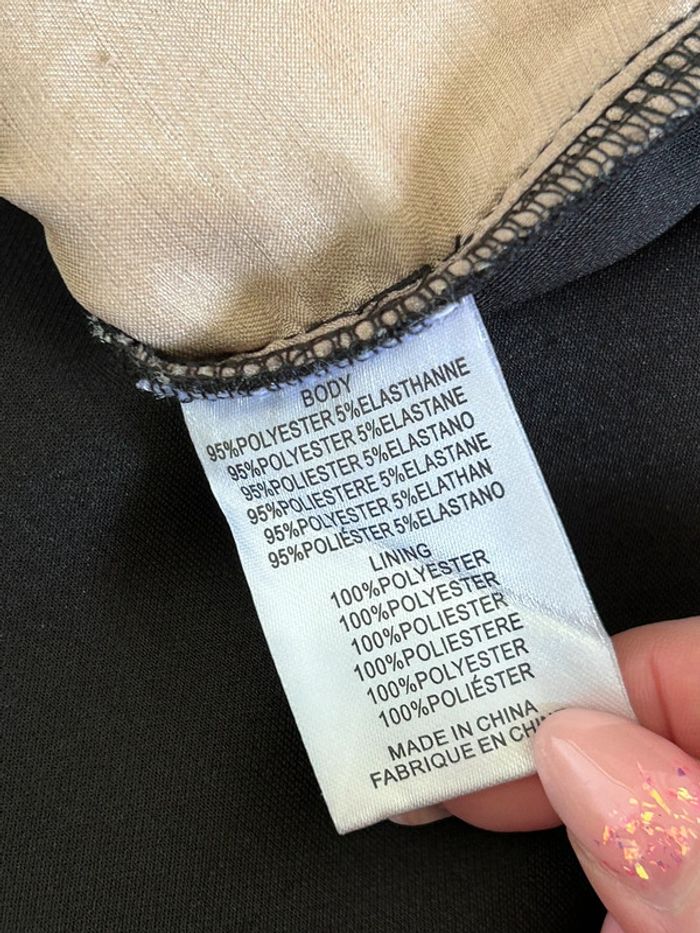 BODY
95%POLYESTER 5%ELASTHANNE
95%POLYESTER 5%ELASTANE
95%POLIESTER 5%ELASTANO
95%POLIESTERE 5%ELASTANE
95%POLYESTER 5%ELATHAN
95%POLIÉSTER 5%ELASTANO
LINING
100%POLYESTER
100%POLYESTER
100%POLIESTER
100%POLIESTERE
100%POLYESTER
100%POLIÉSTER
MADE IN CHINA
FABRIQUE EN